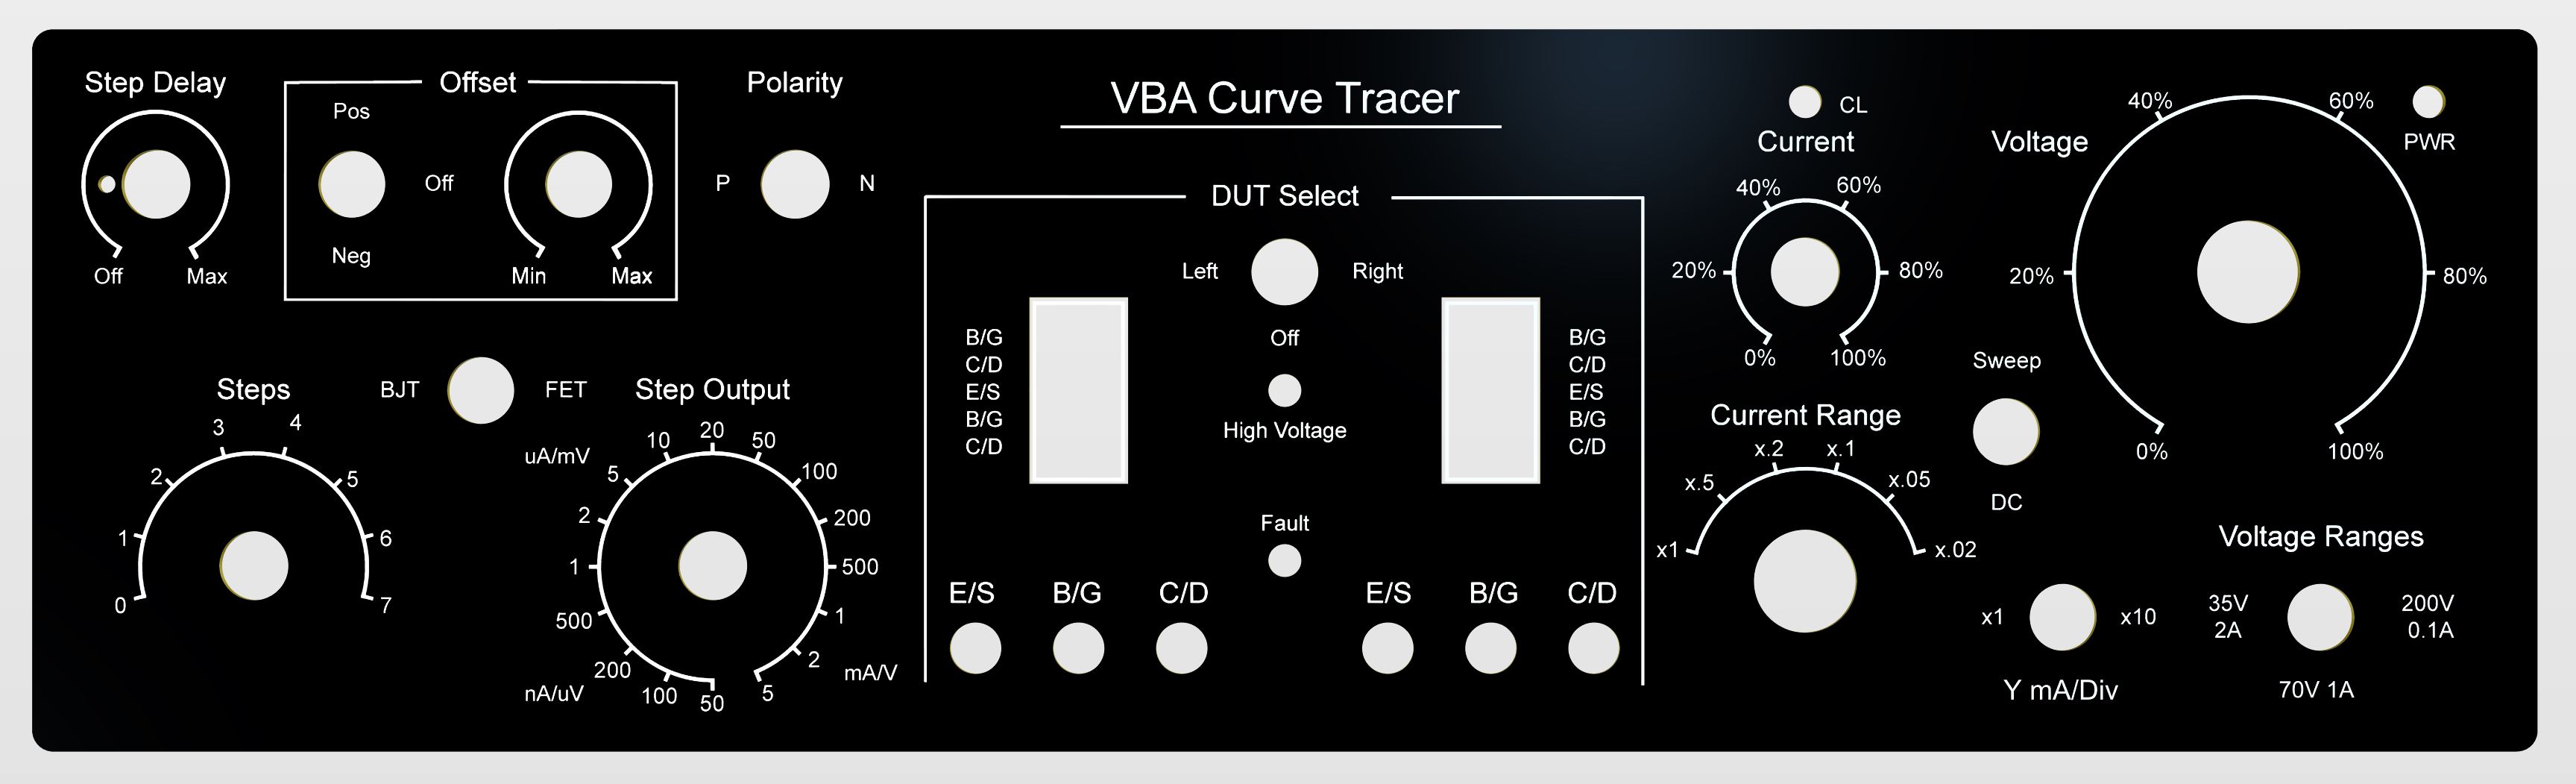 Step Delay
Off
Max
Offset
Pos
Off
Neg
Min
Max
Polarity
P
N
VBA Curve Tracer
Steps
0
1
2
3
4
5
6
7
BJT
FET
Step Output
uA/mV
nA/uV
mA/V
50
100
200
500
1
2
5
10
20
50
100
200
500
1
2
5
DUT Select
Left
Right
Off
High Voltage
Fault
B/G
C/D
E/S
B/G
C/D
B/G
C/D
E/S
B/G
C/D
E/S
B/G
C/D
E/S
B/G
C/D
CL
Current
0%
20%
40%
60%
80%
100%
Current Range
x1
x.5
x.2
x.1
x.05
x.02
Voltage
0%
20%
40%
60%
80%
100%
PWR
Sweep
DC
x1
x10
Y mA/Div
Voltage Ranges
35V
2A
200V
0.1A
70V 1A